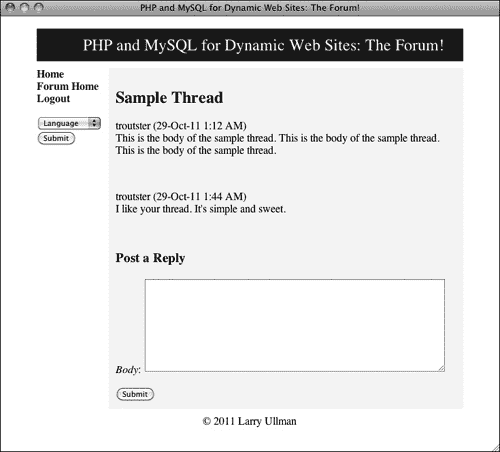 PHP and MySQL for Dynamic Web Sites: The Forum!
PHP and MySQL for Dynamic Web Sites: The Forum!
Home
Forum Home
Logout
Language
Submit
Sample Thread
troutster (29-Oct-11 1:12 AM)
This is the body of the sample thread. This is the body of the sample thread.
This is the body of the sample thread.
troutster (29-Oct-11 1:44 AM)
I like your thread. It's simple and sweet.
Post a Reply
Body:
Submit
© 2011 Larry Ullman